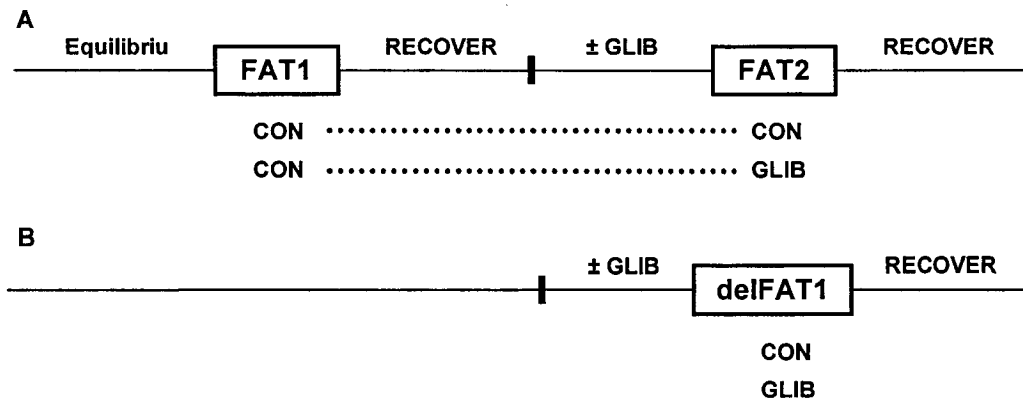 A
Equilibriu RECOVER ± GLIB RECOVER
FAT1 FAT2
CON CON
CON GLIB
B
± GLIB RECOVER
delFAT1
CON
GLIB